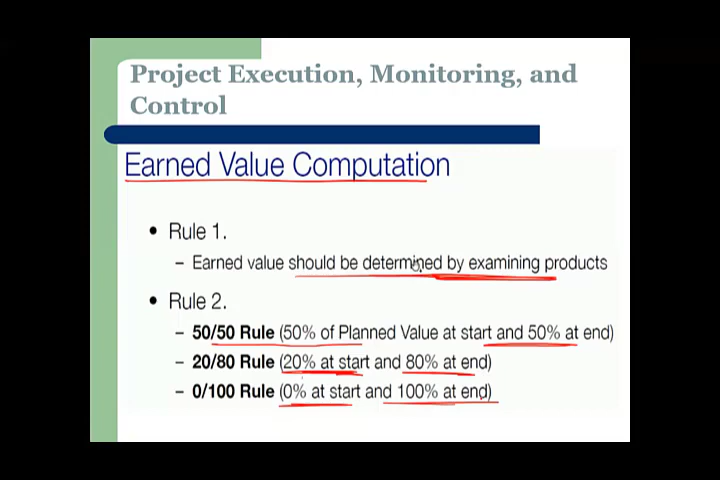 Project Execution, Monitoring, and
Control
Earned Value Computation
• Rule 1.
– Earned value should be determined by examining products
• Rule 2.
– 50/50 Rule (50% of Planned Value at start and 50% at end)
– 20/80 Rule (20% at start and 80% at end)
– 0/100 Rule (0% at start and 100% at end)